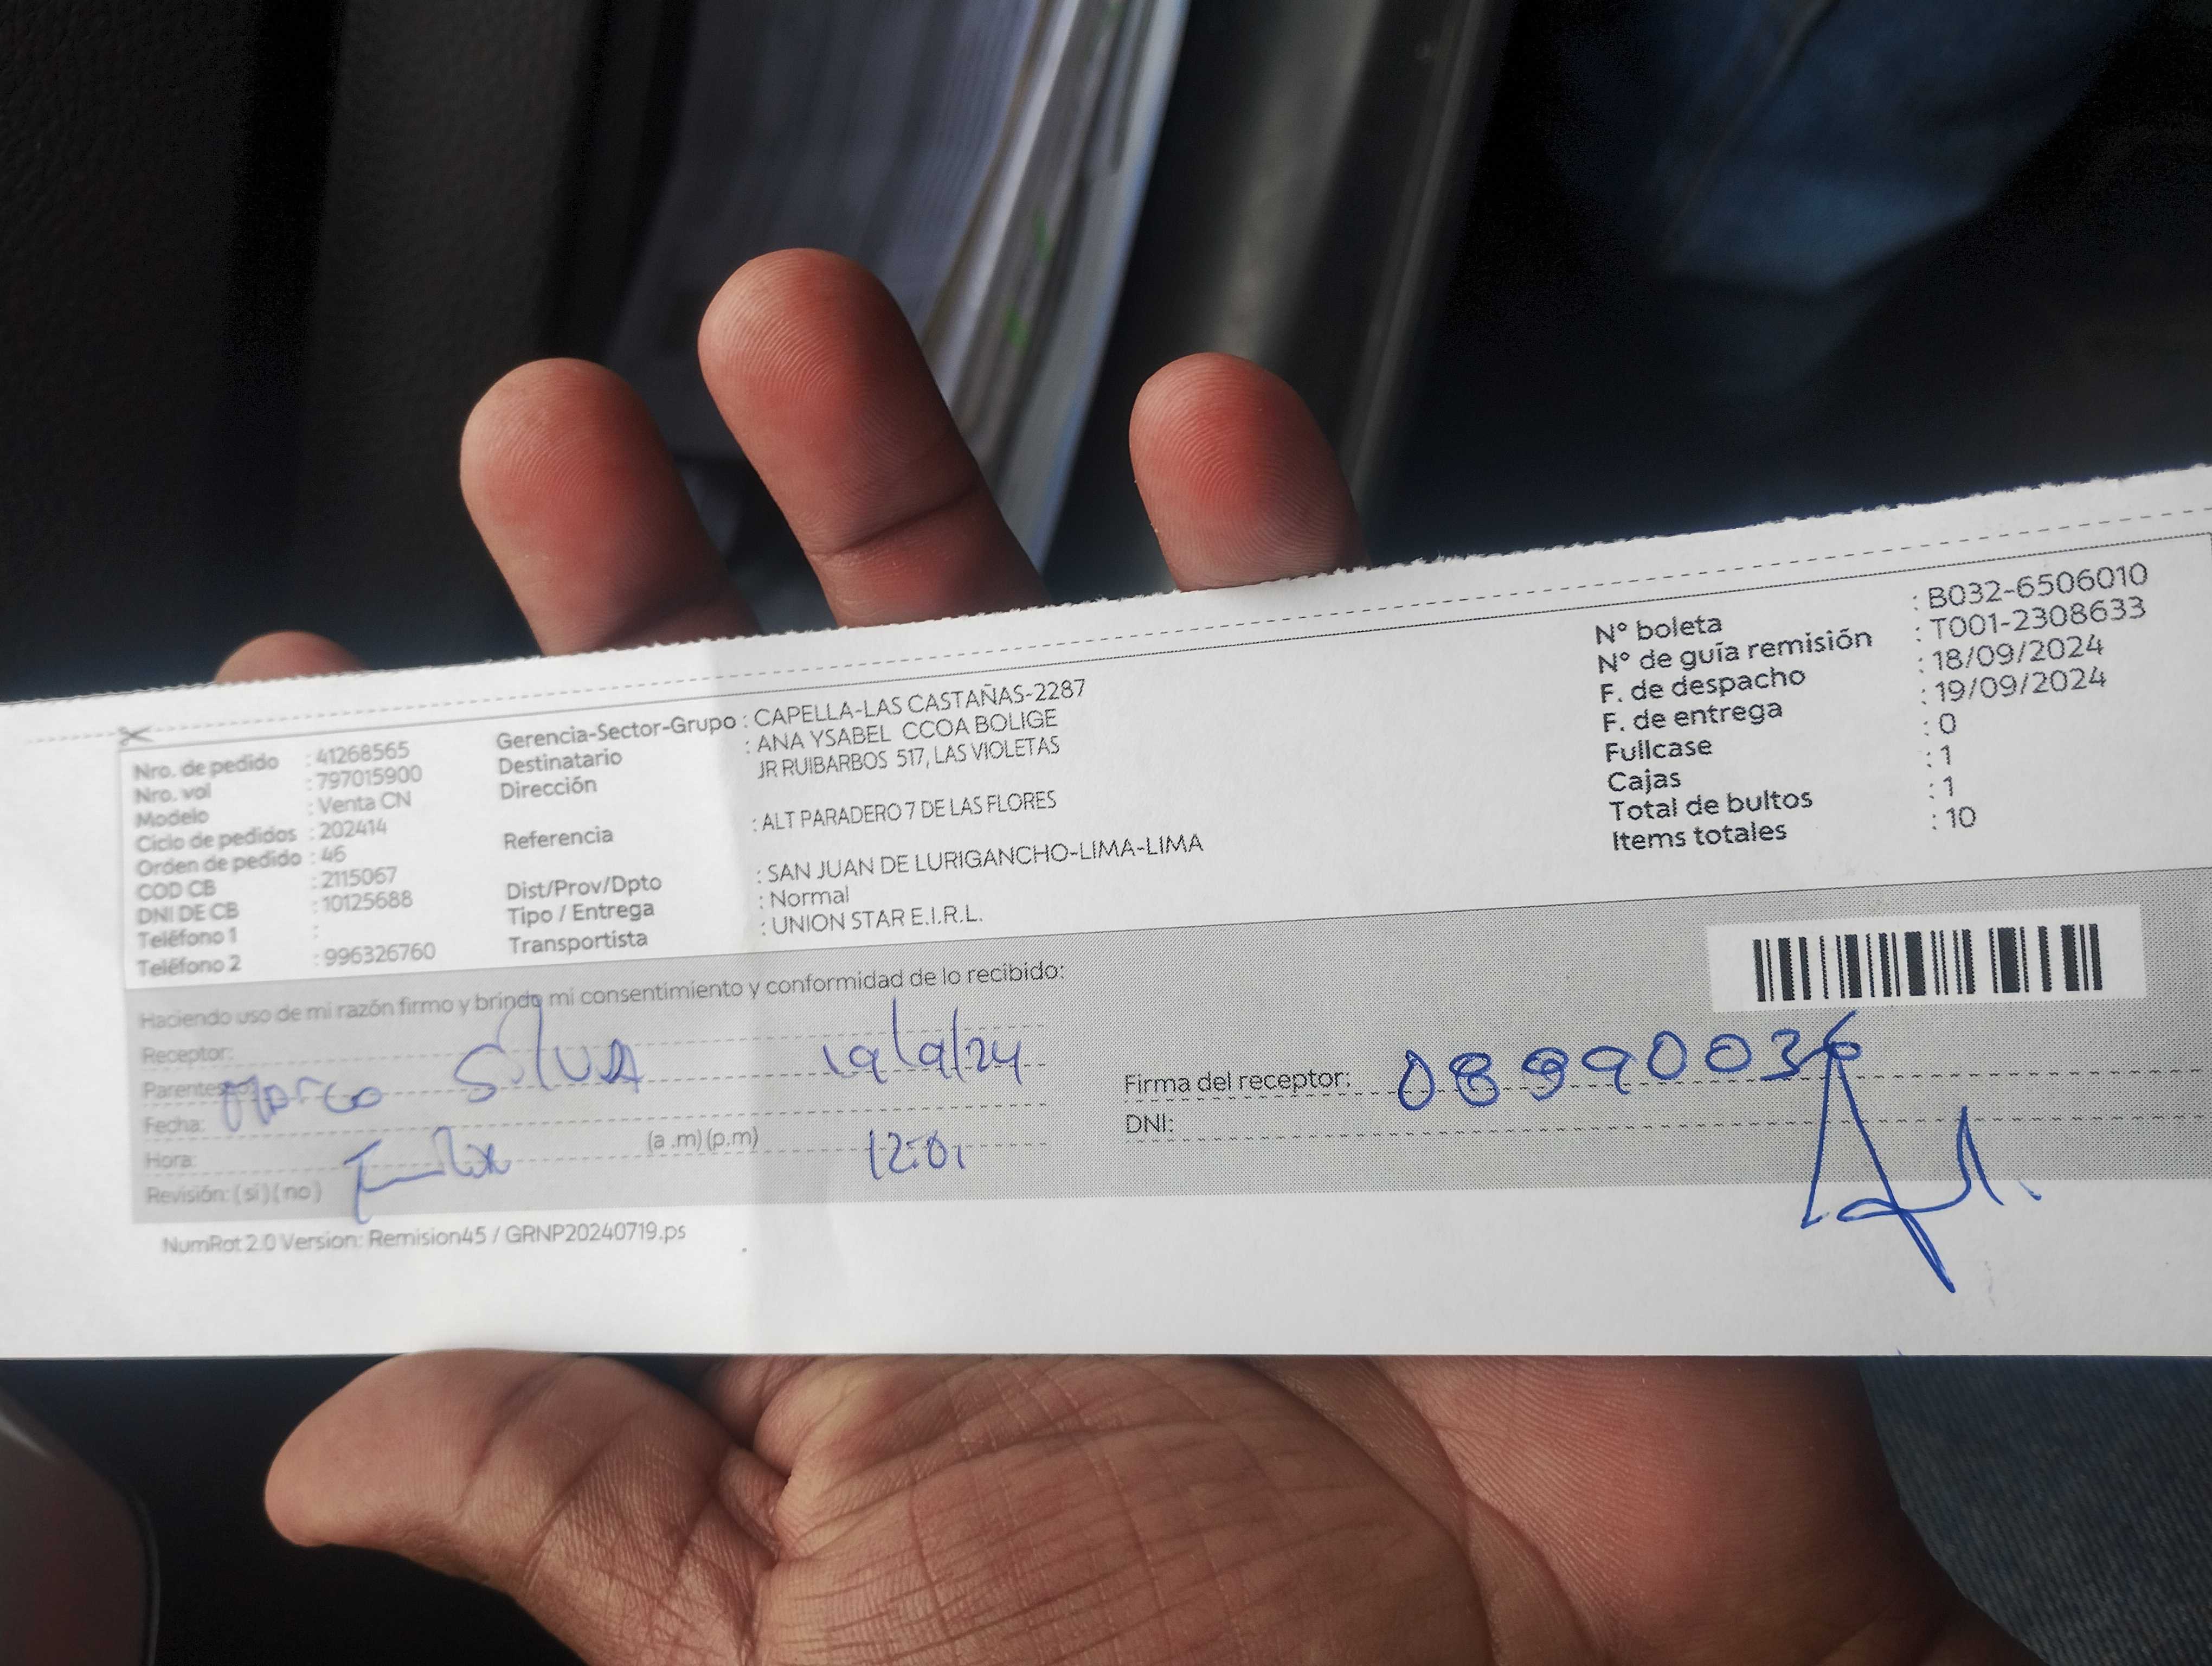 Nro. de pedido : 41268565
Nro. vol : 797015900
Modelo : Venta CN
Ciclo de pedidos : 202414
Orden de pedido : 46
COD CB : 2115067
DNI DE CB : 10125688
Teléfono 1 :
Teléfono 2 : 996326760
Gerencia-Sector-Grupo : CAPELLA-LAS CASTAÑAS-2287
Destinatario : ANA YSABEL CCOA BOLIGE
Dirección JR RUIBARBOS 517, LAS VIOLETAS
Referencia : ALT PARADERO 7 DE LAS FLORES
Dist/Prov/Dpto : SAN JUAN DE LURIGANCHO-LIMA-LIMA
Tipo / Entrega : Normal
Transportista : UNION STAR E.I.R.L.
N° boleta : B032-6506010
N° de guía remisión : T001-2308633
F. de despacho : 18/09/2024
F. de entrega : 19/09/2024
Fullcase : 0
Cajas : 1
Total de bultos : 1
Items totales : 10
Haciendo uso de mi razón firmo y brindo mi consentimiento y conformidad de lo recibido:
Receptor:
Marco SILVA 19/9/24
Fecha:
Hora: (a .m) (p.m) 12:01
Revisión: ( si ) ( no )
Firma del receptor: 08990036
DNI:
NumRot 2.0 Version: Remision45 / GRNP20240719.ps